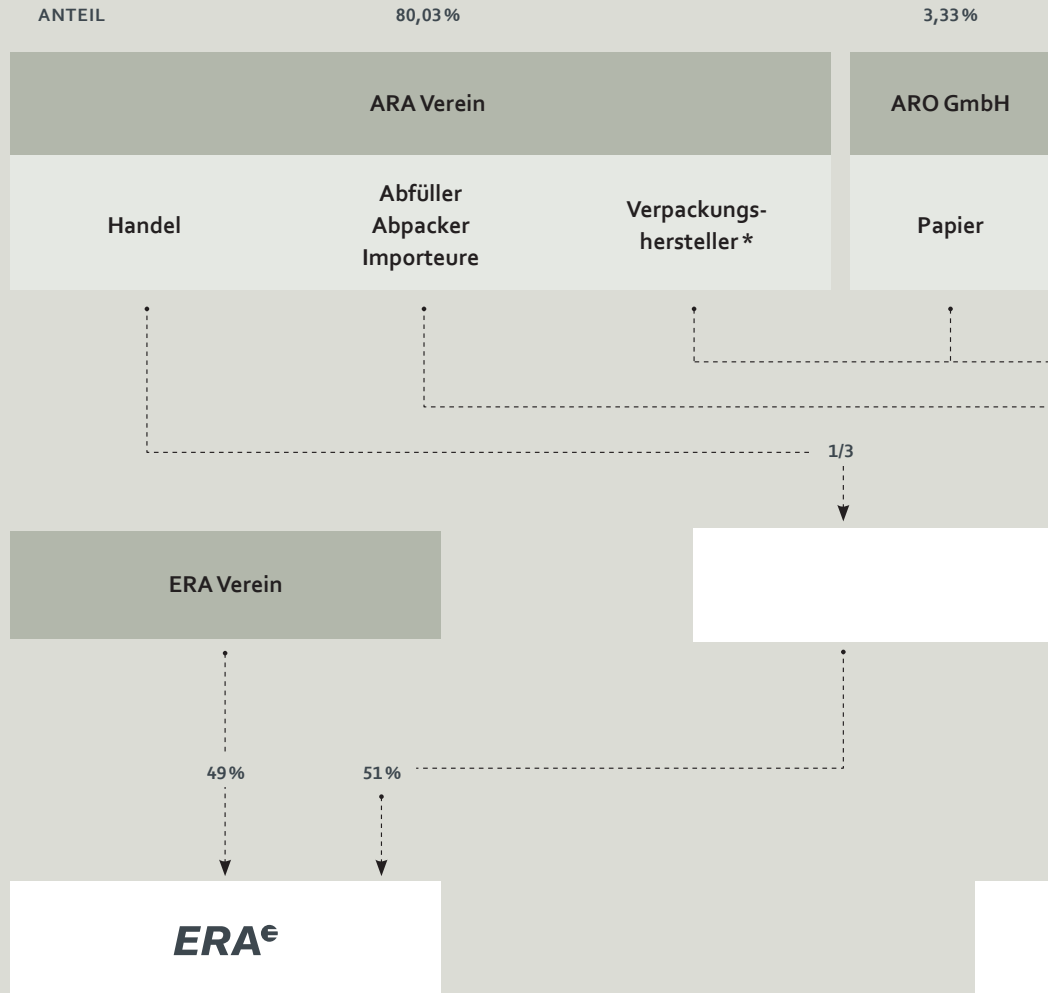 ANTEIL 80,03% 3,33%
ARA Verein ARO GmbH
Handel
Abfüller
Abpacker
Importeure
Verpackungs-
hersteller *
Papier
1/3
ERA Verein
49% 51%
ERAe